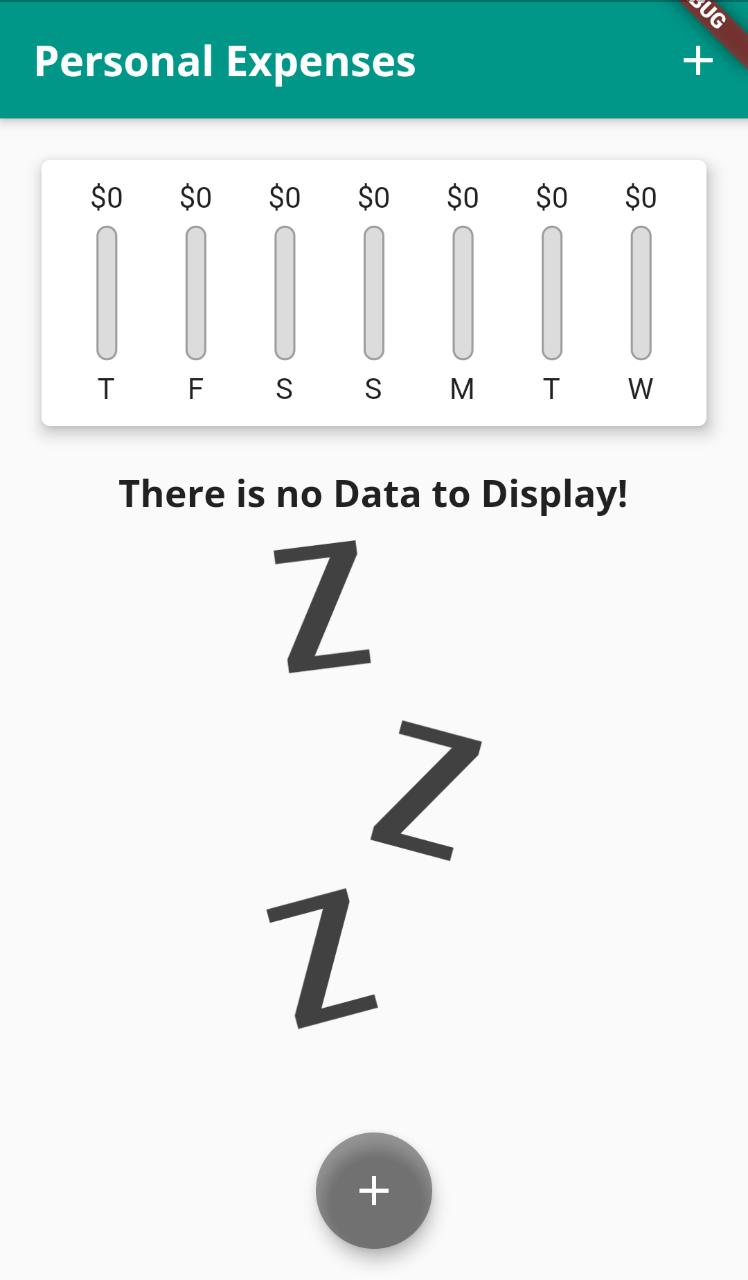 Personal Expenses
BUG
$0 $0 $0 $0 $0 $0 $0
T F S S M T W
There is no Data to Display!
Z
Z
Z